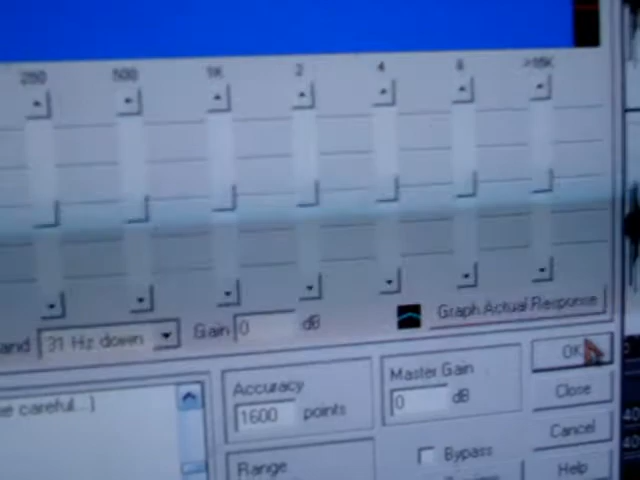 250 500 1K 2 4 8 >16K
and 31 Hz down Gain 0 dB Graph Actual Response
OK
e careful...) Accuracy Master Gain Close
1600 points 0 dB
Cancel
Range Bypass
Help